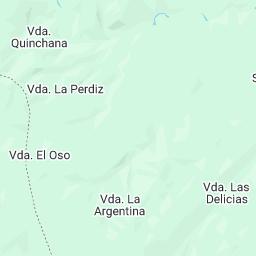 Vda.
Quinchana
Vda. La Perdiz
S
Vda. El Oso
Vda. La
Argentina
Vda. Las
Delicias